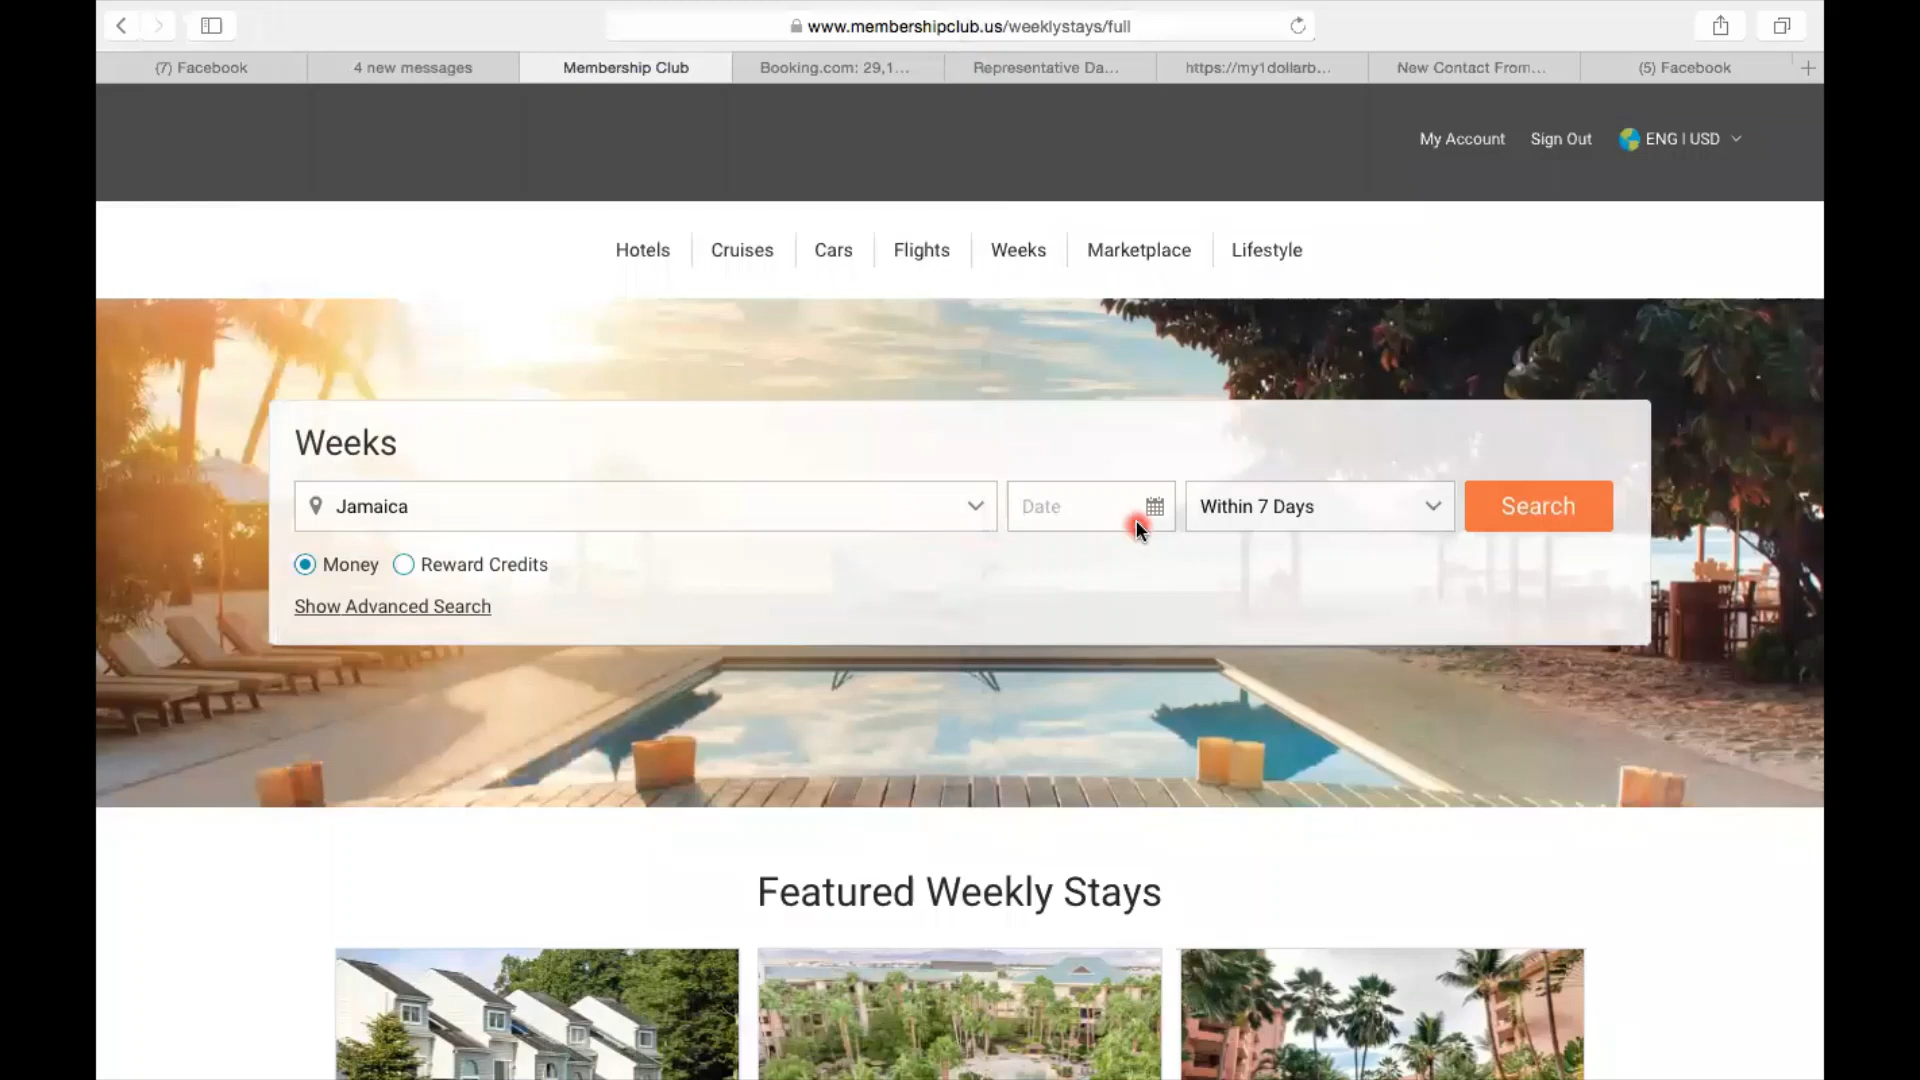 www.membershipclub.us/weeklystays/full
(7) Facebook
4 new messages
Membership Club
Booking.com: 29,1...
Representative Da...
https://my1dollarb...
New Contact From...
(5) Facebook
My Account
Sign Out
ENG | USD
Hotels
Cruises
Cars
Flights
Weeks
Marketplace
Lifestyle
Weeks
Jamaica
Date
Within 7 Days
Search
Money
Reward Credits
Show Advanced Search
Featured Weekly Stays